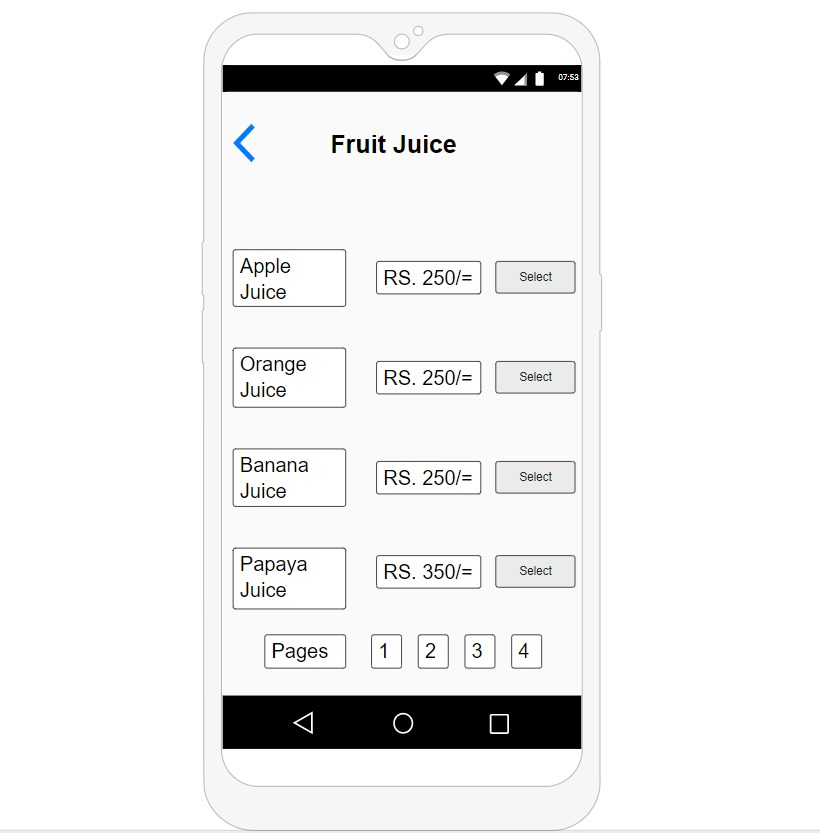 07:53
Fruit Juice
Apple
Juice
RS. 250/=
Select
Orange
Juice
RS. 250/=
Select
Banana
Juice
RS. 250/=
Select
Papaya
Juice
RS. 350/=
Select
Pages 1 2 3 4